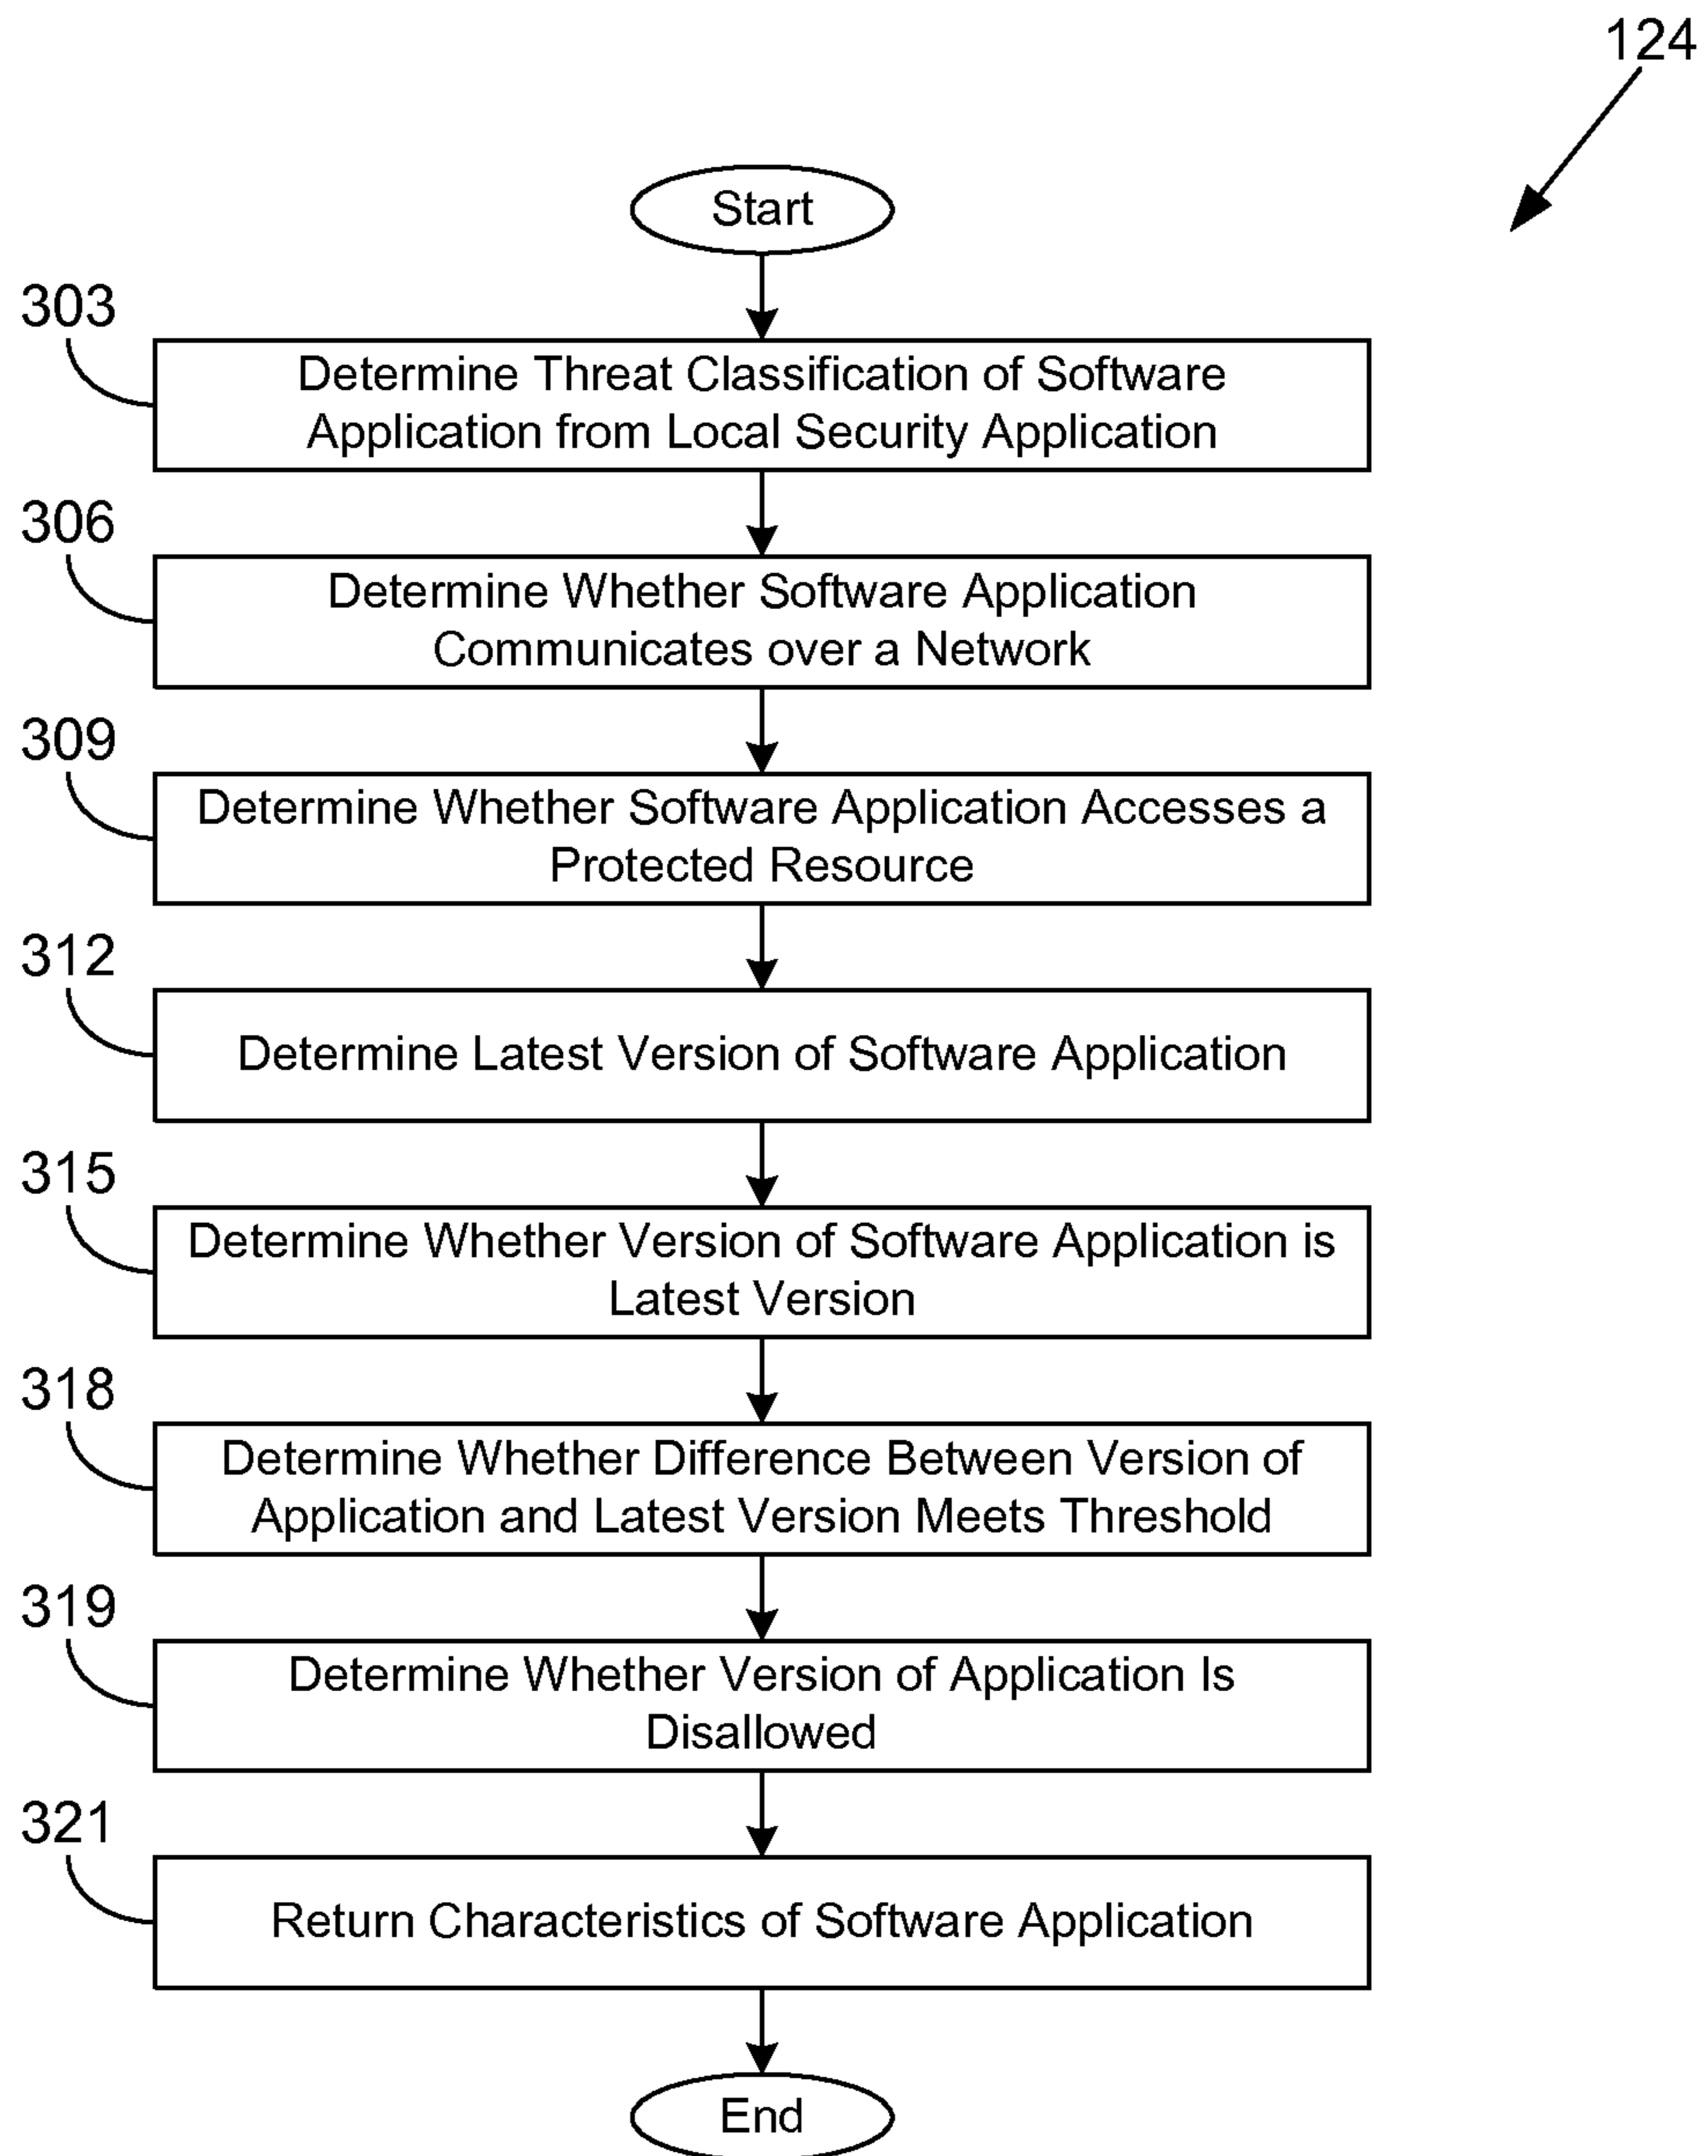 124
Start
303
Determine Threat Classification of Software
Application from Local Security Application
306
Determine Whether Software Application
Communicates over a Network
309
Determine Whether Software Application Accesses a
Protected Resource
312
Determine Latest Version of Software Application
315
Determine Whether Version of Software Application is
Latest Version
318
Determine Whether Difference Between Version of
Application and Latest Version Meets Threshold
319
Determine Whether Version of Application Is
Disallowed
321
Return Characteristics of Software Application
End